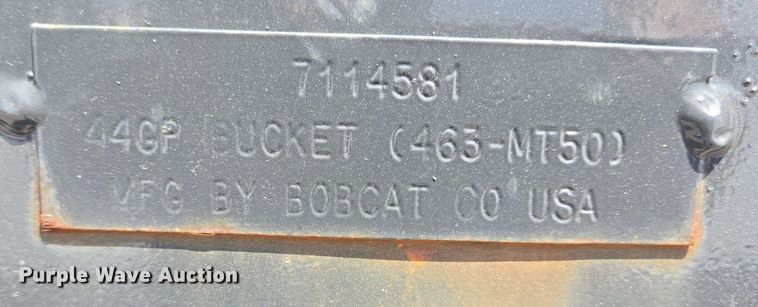 7114581
44GP BUCKET (463-MT50)
MFG BY BOBCAT CO USA
Purple Wave Auction